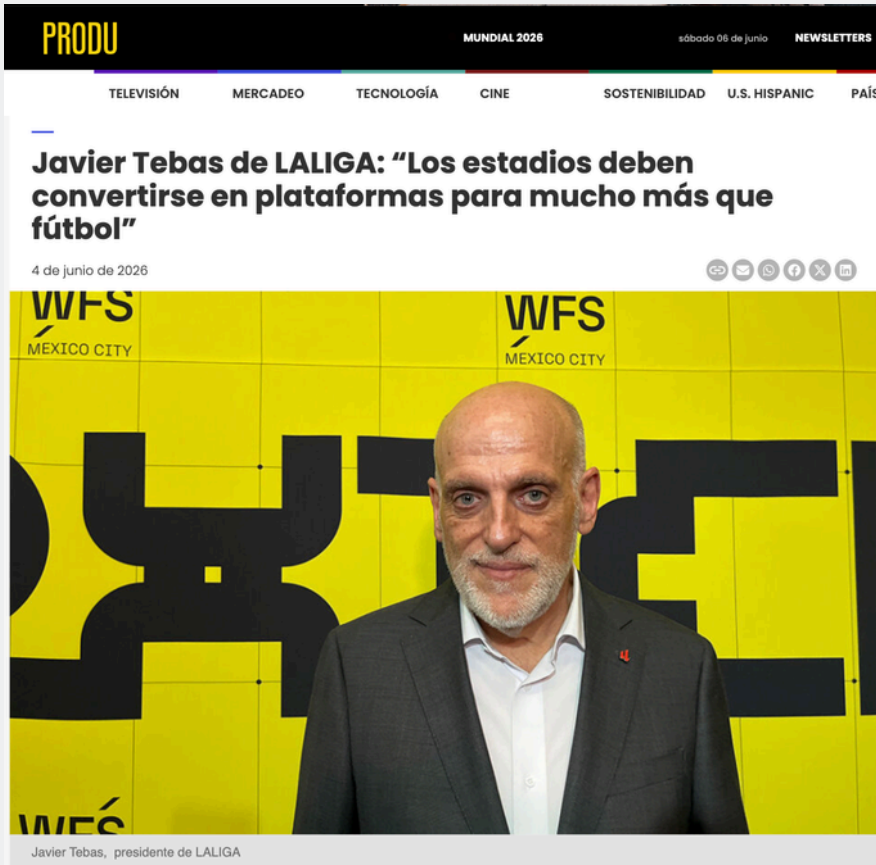 PRODU
MUNDIAL 2026
sábado 06 de junio
NEWSLETTERS
TELEVISIÓN
MERCADEO
TECNOLOGÍA
CINE
SOSTENIBILIDAD
U.S. HISPANIC
PAÍS
Javier Tebas de LALIGA: “Los estadios deben
convertirse en plataformas para mucho más que
fútbol”
4 de junio de 2026
WFS
MEXICO CITY
WFS
MEXICO CITY
WFS
Javier Tebas, presidente de LALIGA